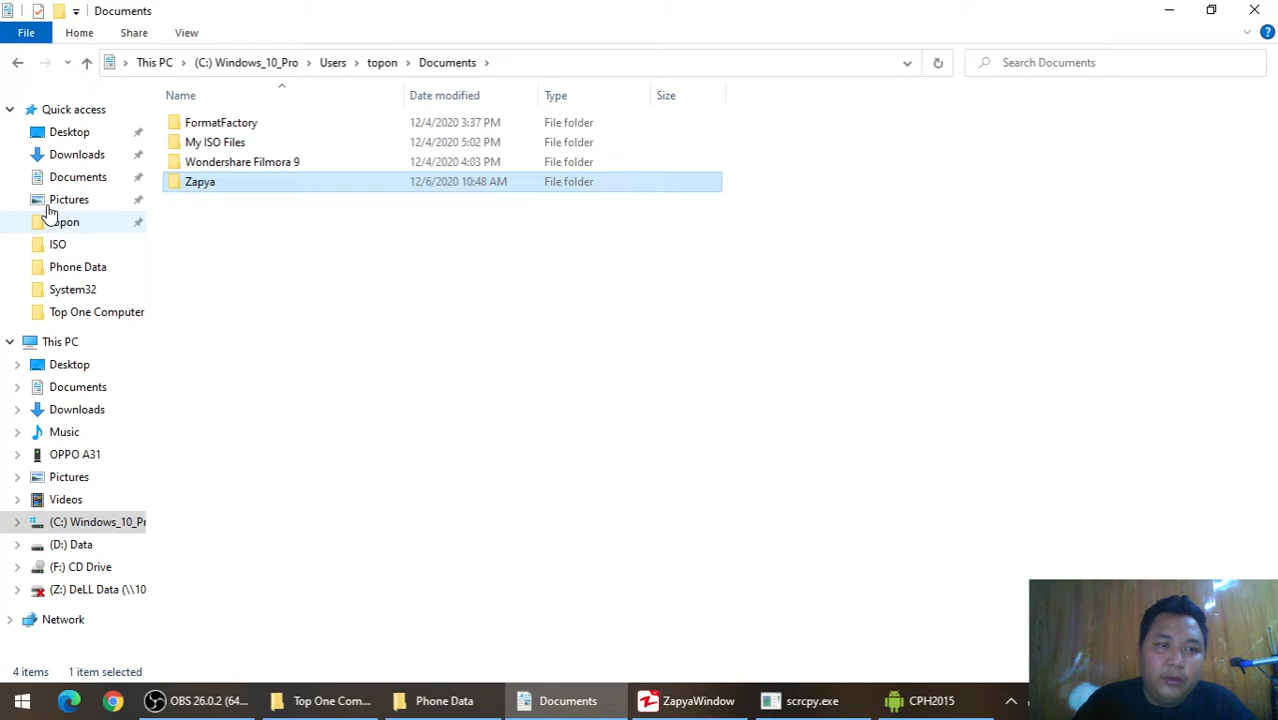 Documents
File Home Share View
This PC (C:) Windows_10_Pro Users topon Documents Search Documents
Name Date modified Type Size
Quick access
Desktop
Downloads
Documents
Pictures
ISO
Phone Data
System32
Top One Computer
This PC
Desktop
Documents
Downloads
Music
OPPO A31
Pictures
Videos
(C:) Windows_10_Pr
(D:) Data
(F:) CD Drive
(Z:) DeLL Data (\\10
Network
FormatFactory 12/4/2020 3:37 PM File folder
My ISO Files 12/4/2020 5:02 PM File folder
Wondershare Filmora 9 12/4/2020 4:03 PM File folder
Zapya 12/6/2020 10:48 AM File folder
4 items 1 item selected
OBS 26.0.2 (64... Top One Com... Phone Data Documents ZapyaWindow scrcpy.exe CPH2015